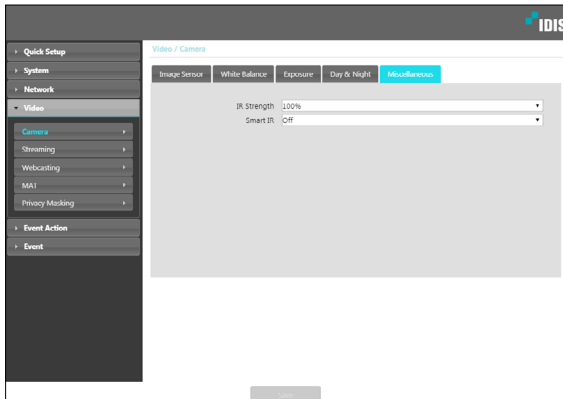 IDIS
Quick Setup
System
Network
Video
Camera
Streaming
Webcasting
MAT
Privacy Masking
Event Action
Event
Video / Camera
Image Sensor White Balance Exposure Day & Night Miscellaneous
IR Strength 100%
Smart IR Off
Save